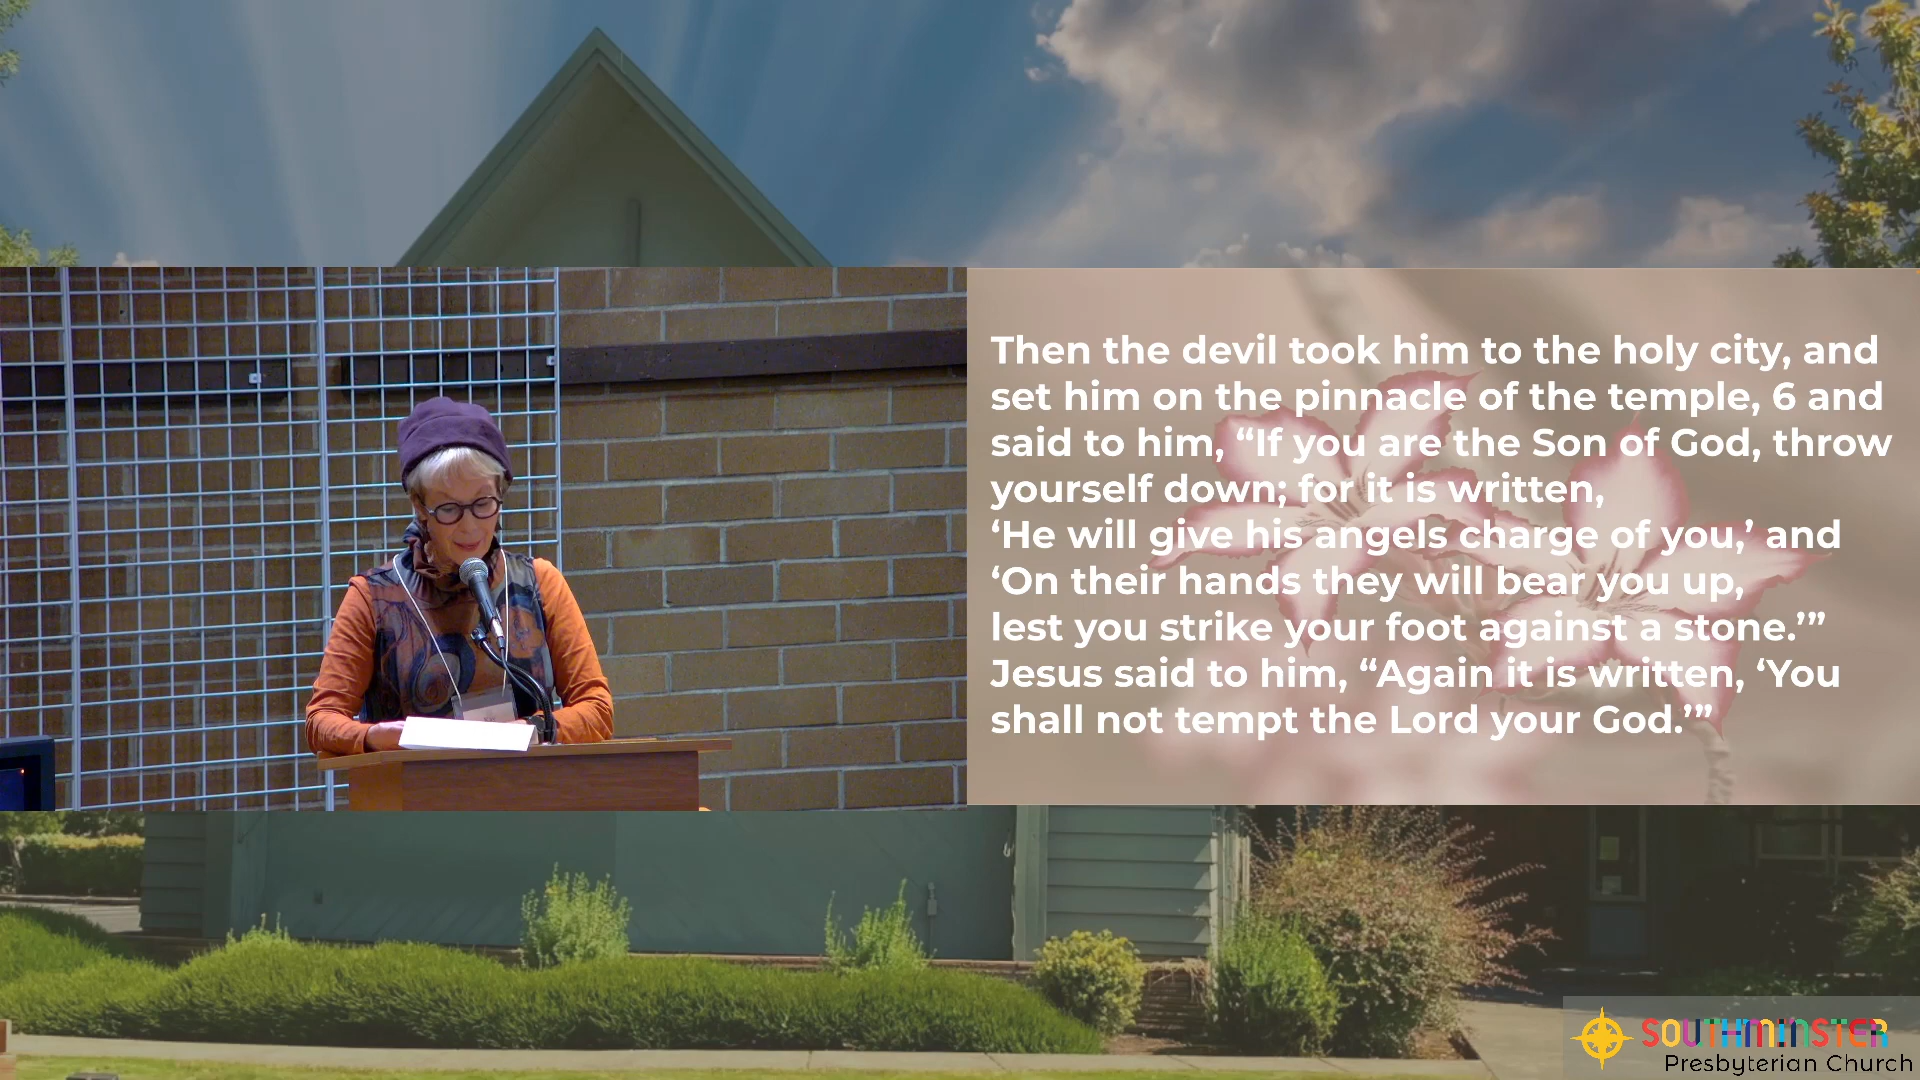 Then the devil took him to the holy city, and
set him on the pinnacle of the temple, 6 and
said to him, “If you are the Son of God, throw
yourself down; for it is written,
‘He will give his angels charge of you,’ and
‘On their hands they will bear you up,
lest you strike your foot against a stone.’”
Jesus said to him, “Again it is written, ‘You
shall not tempt the Lord your God.’”
SOUTHMINSTER
Presbyterian Church